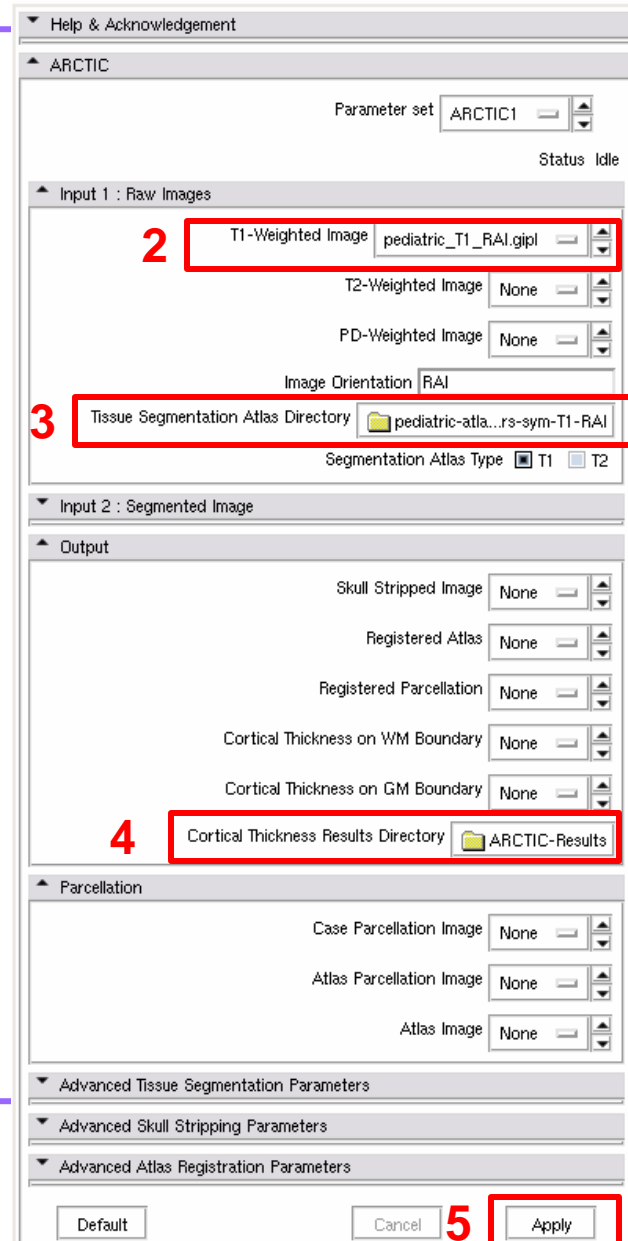 Help & Acknowledgement
ARCTIC
Parameter set ARCTIC1
Status Idle
Input 1 : Raw Images
2 T1-Weighted Image pediatric_T1_RAI.gipl
T2-Weighted Image None
PD-Weighted Image None
Image Orientation RAI
3 Tissue Segmentation Atlas Directory pediatric-atla...rs-sym-T1-RAI
Segmentation Atlas Type T1 T2
Input 2 : Segmented Image
Output
Skull Stripped Image None
Registered Atlas None
Registered Parcellation None
Cortical Thickness on WM Boundary None
Cortical Thickness on GM Boundary None
4 Cortical Thickness Results Directory ARCTIC-Results
Parcellation
Case Parcellation Image None
Atlas Parcellation Image None
Atlas Image None
Advanced Tissue Segmentation Parameters
Advanced Skull Stripping Parameters
Advanced Atlas Registration Parameters
Default Cancel 5 Apply